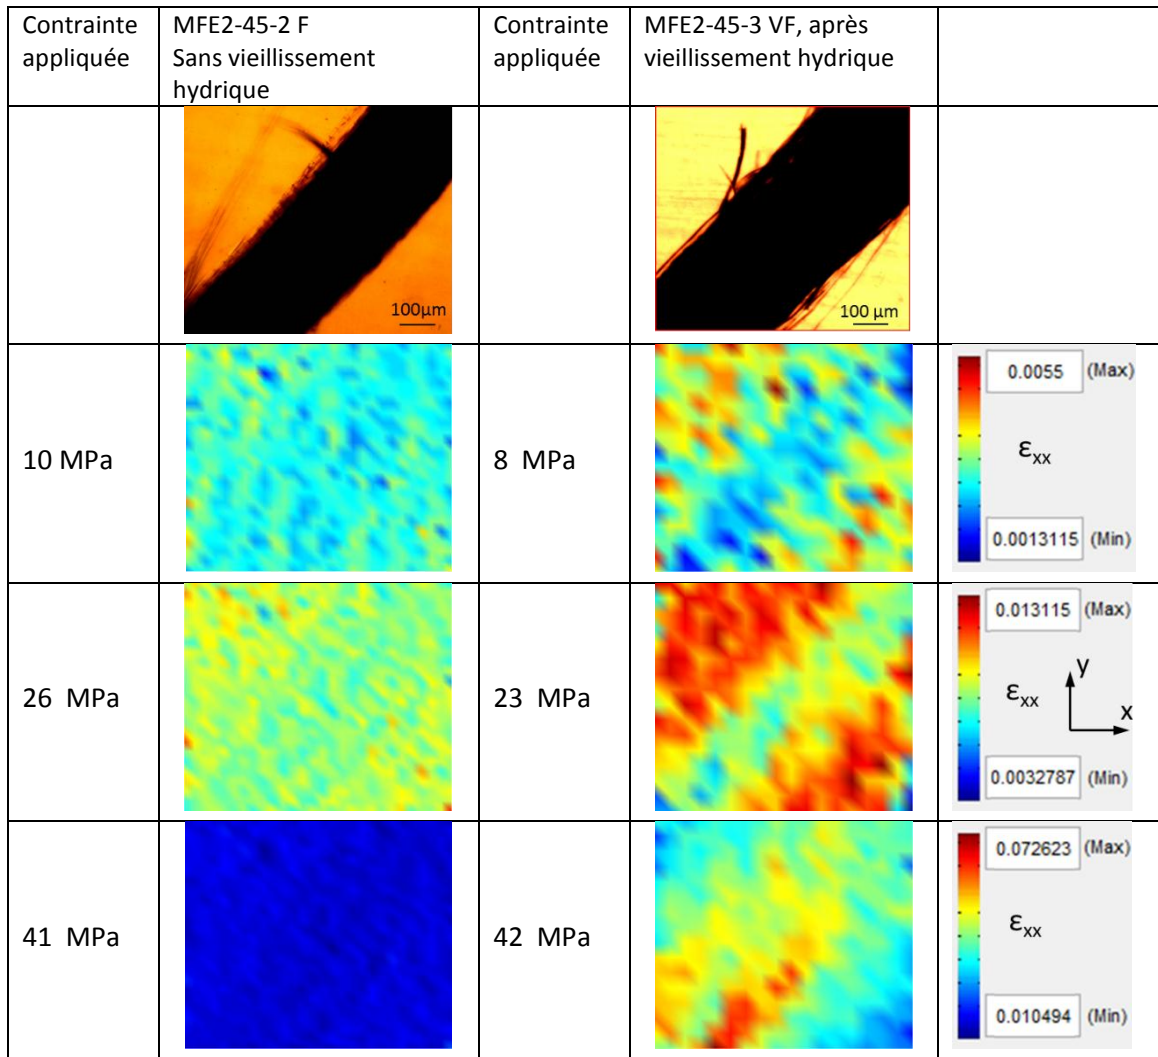 Contrainte
appliquée
MFE2-45-2 F
Sans vieillissement
hydrique
Contrainte
appliquée
MFE2-45-3 VF, après
vieillissement hydrique
100µm
100 µm
10 MPa
8 MPa
0.0055 (Max)
εxx
0.0013115 (Min)
26 MPa
23 MPa
0.013115 (Max)
εxx
y
x
0.0032787 (Min)
41 MPa
42 MPa
0.072623 (Max)
εxx
0.010494 (Min)